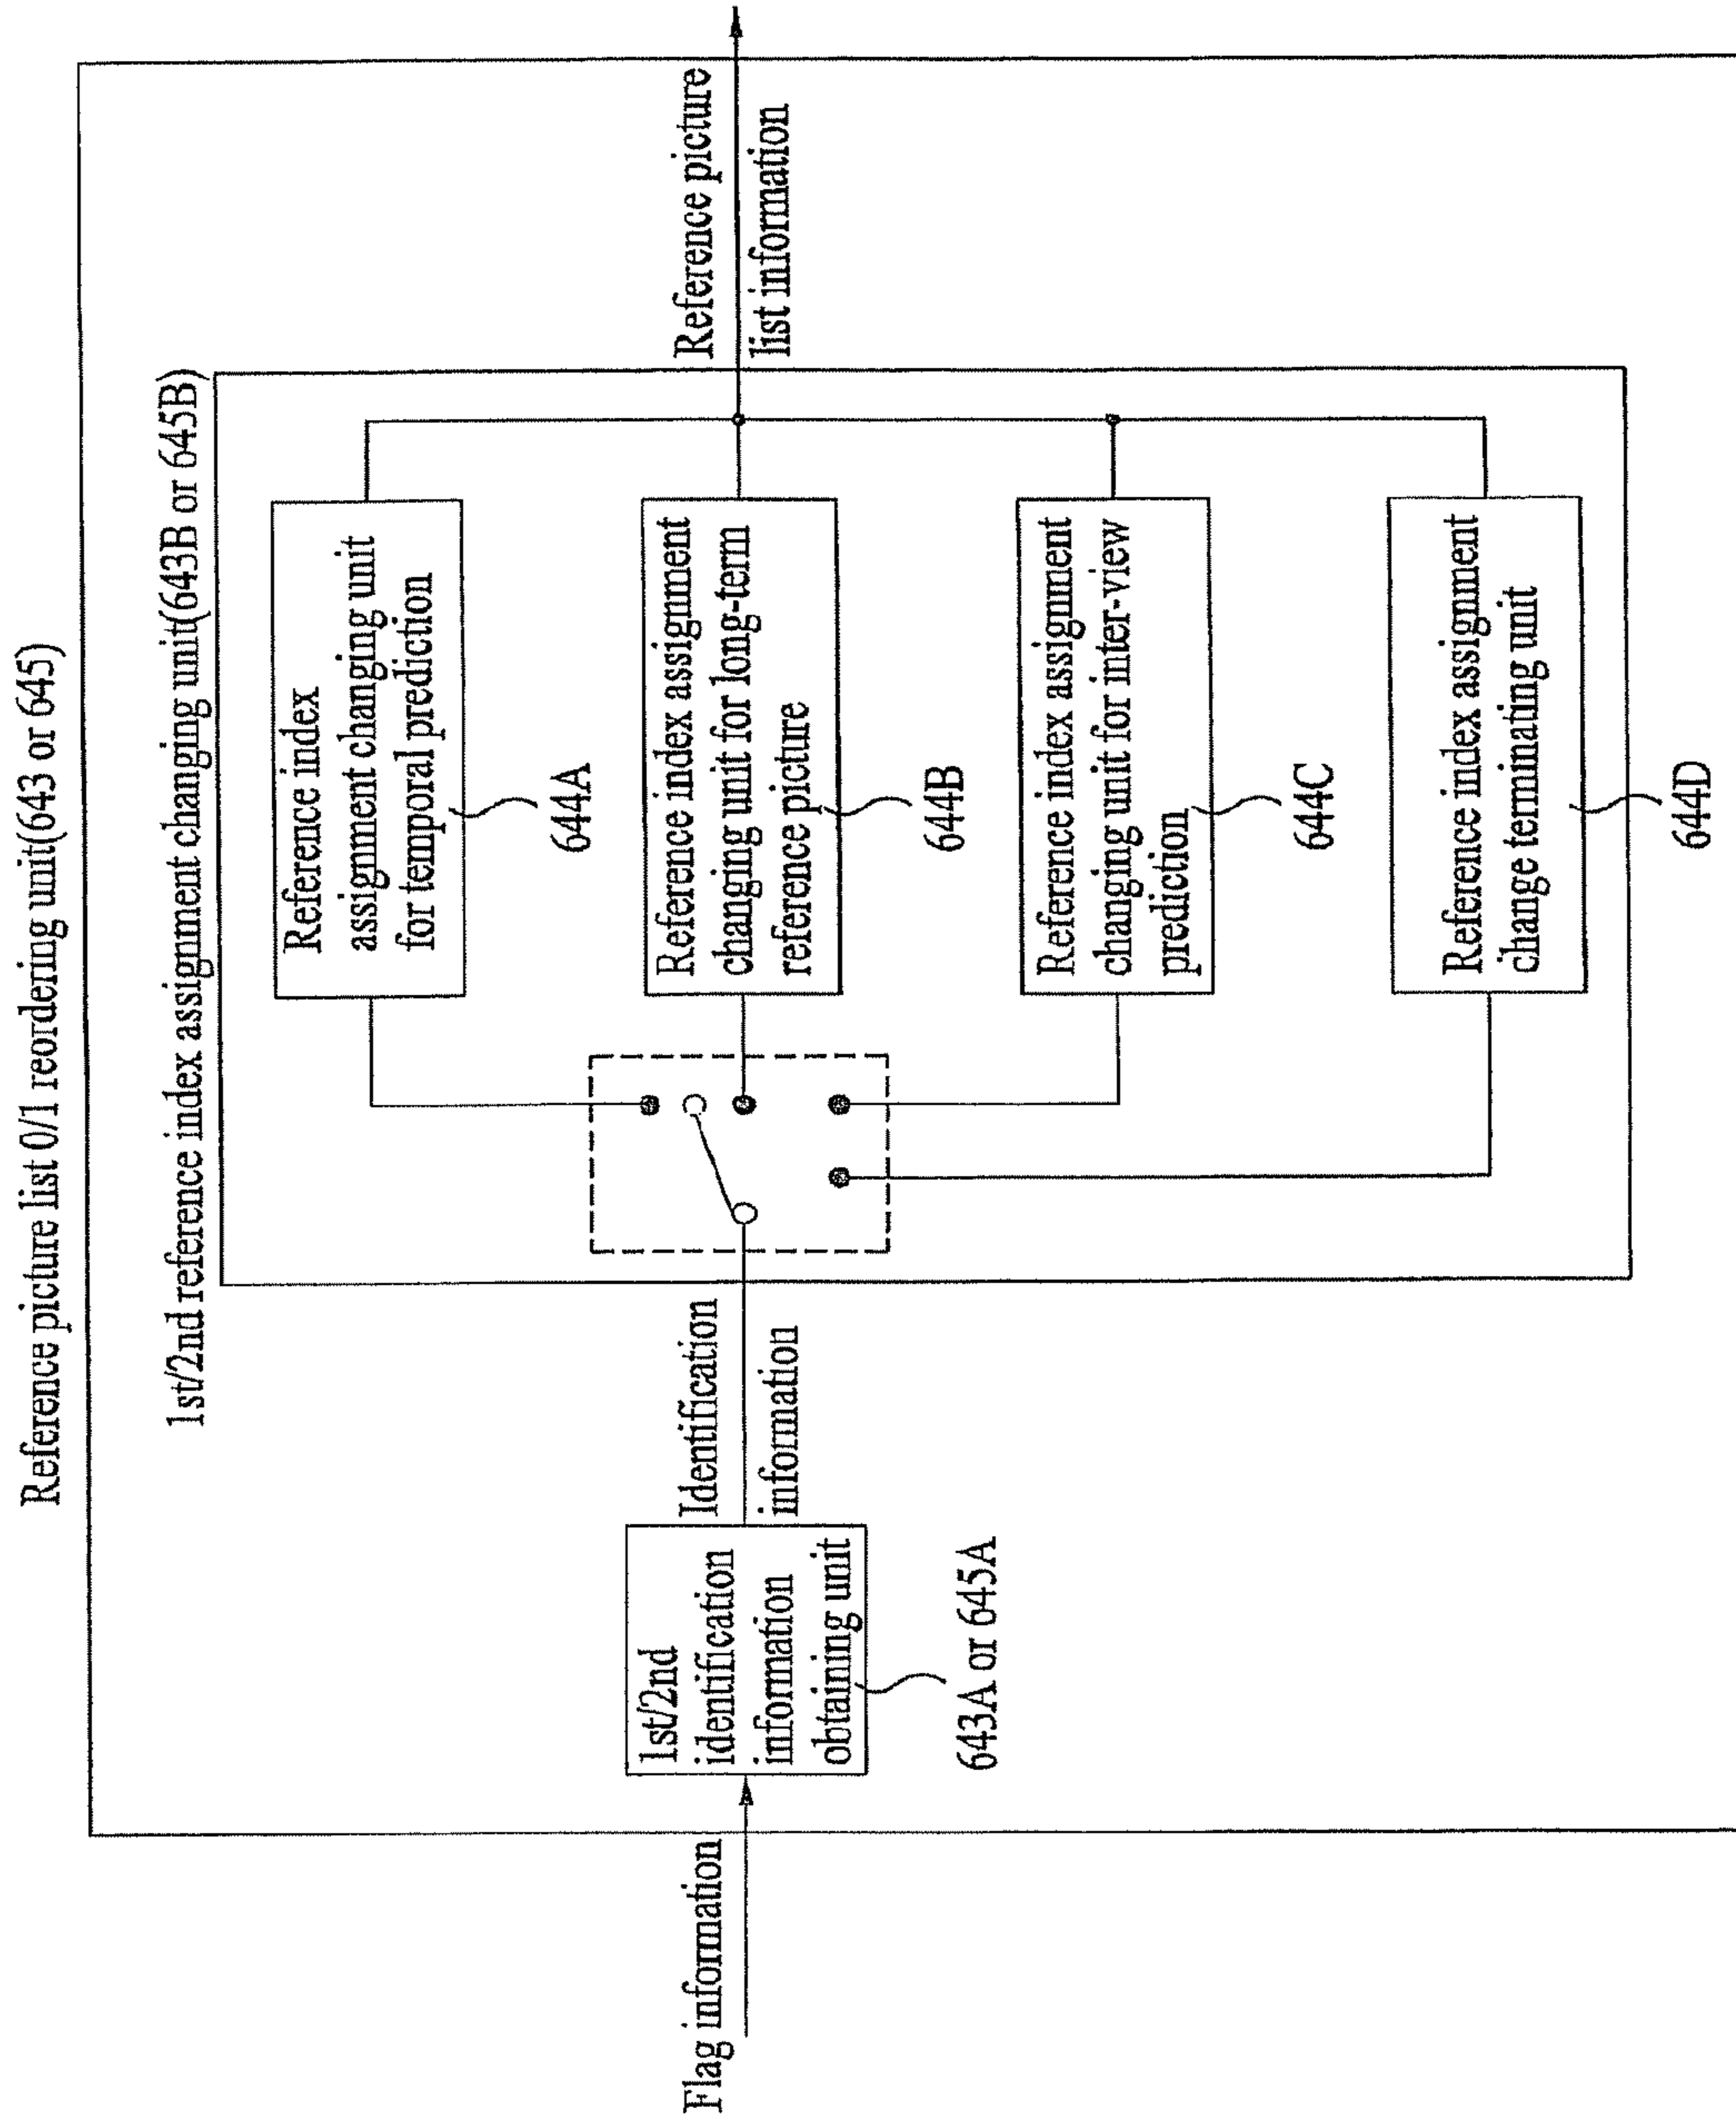 Reference picture list 0/1 reordering unit(643 or 645)
1st/2nd reference index assignment changing unit(643B or 645B)
Flag information
1st/2nd
identification
information
obtaining unit
643A or 645A
Identification
information
Reference index
assignment changing unit
for temporal prediction
644A
Reference index assignment
changing unit for long-term
reference picture
644B
Reference index assignment
changing unit for inter-view
prediction
644C
Reference index assignment
change terminating unit
644D
Reference picture
list information